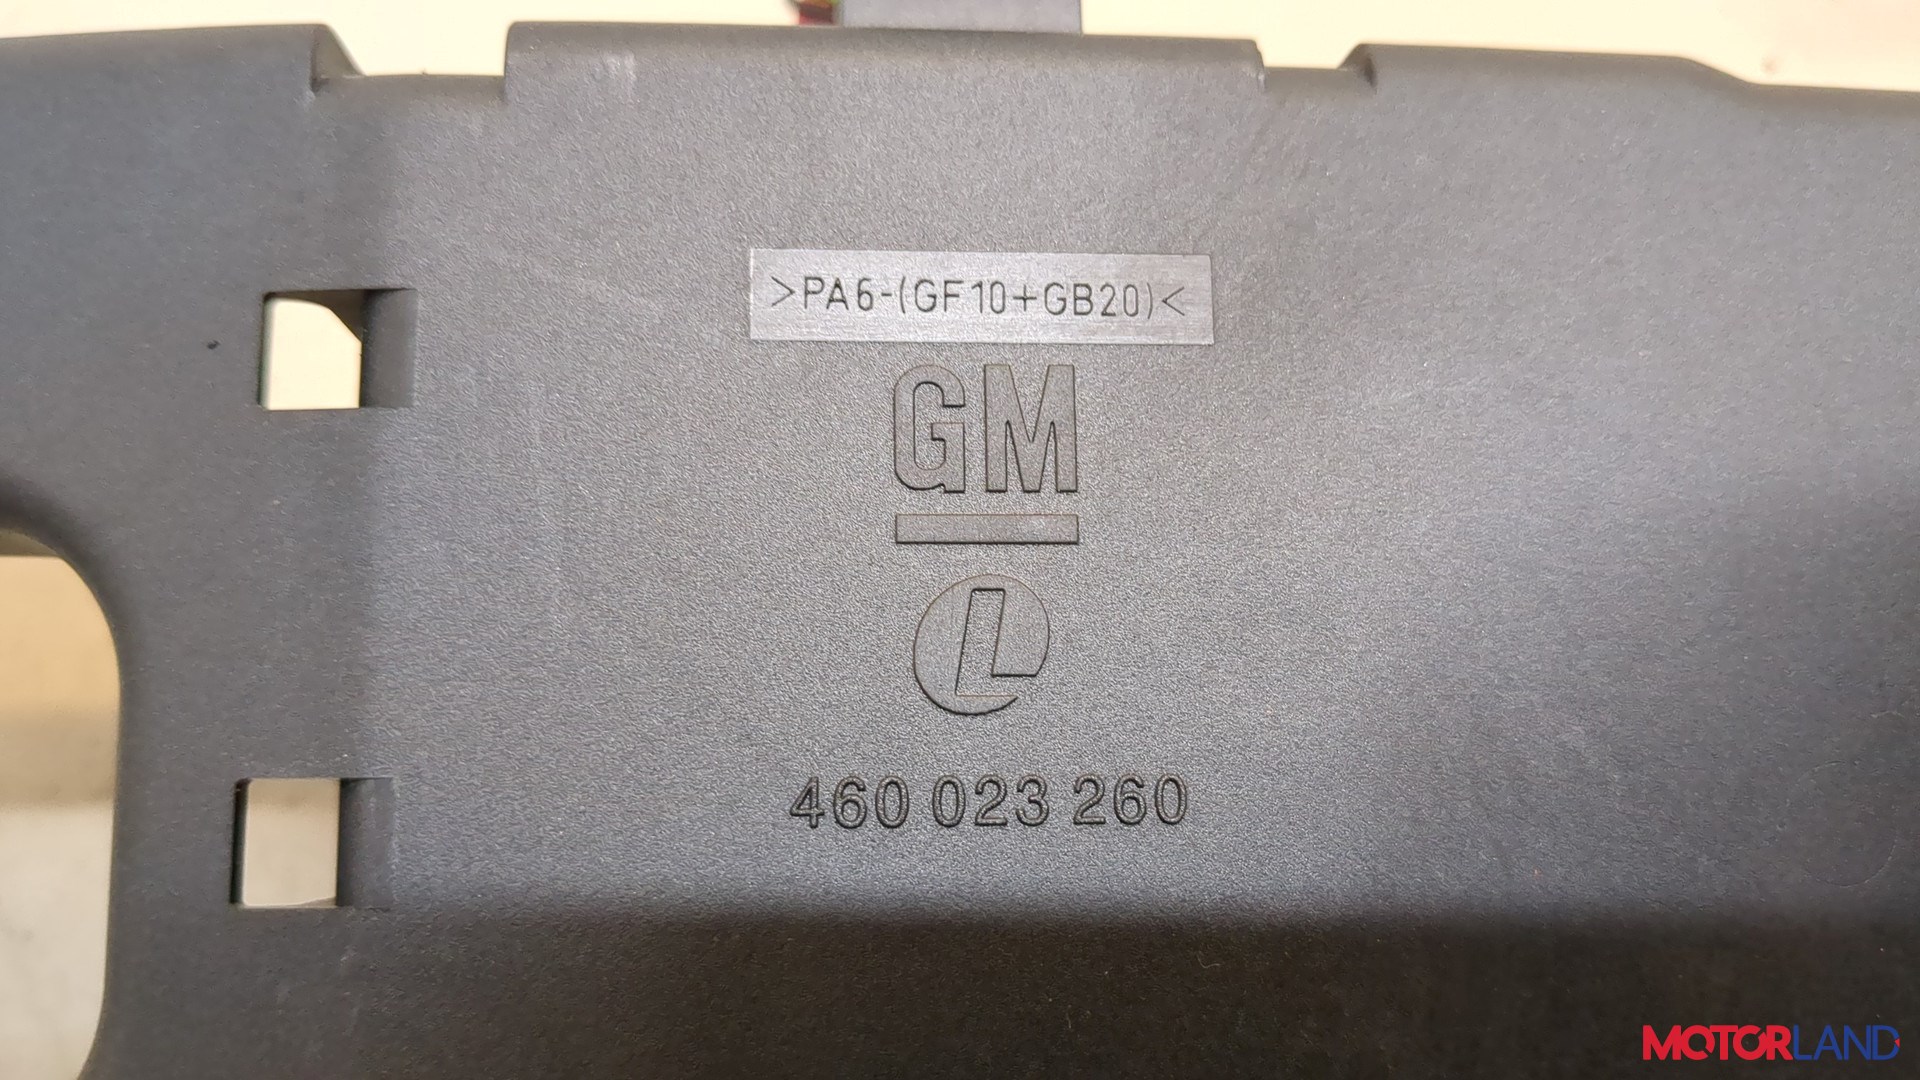 >PA6-(GF10+GB20)<
GM
L
460 023 260
MOTORLAND